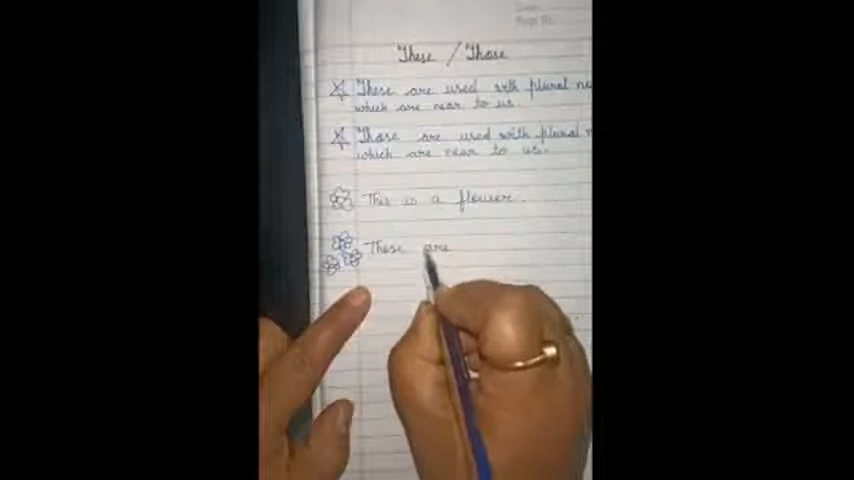 These / Those
These are used with plural
which are near to us.
Those are used with plural
which are near to us.
This is a flower.
These are